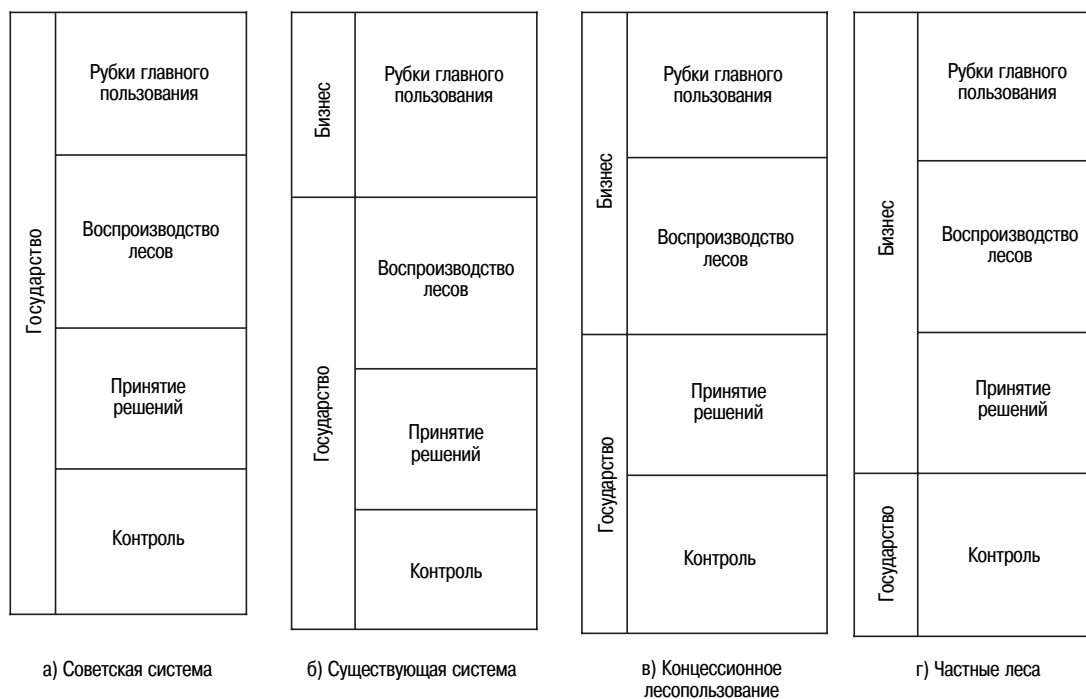 Государство
Рубки главного
пользования
Воспроизводство
лесов
Принятие
решений
Контроль
а) Советская система
Бизнес
Государство
Рубки главного
пользования
Воспроизводство
лесов
Принятие
решений
Контроль
б) Существующая система
Бизнес
Государство
Рубки главного
пользования
Воспроизводство
лесов
Принятие
решений
Контроль
в) Концессионное
лесопользование
Бизнес
Государство
Рубки главного
пользования
Воспроизводство
лесов
Принятие
решений
Контроль
г) Частные леса